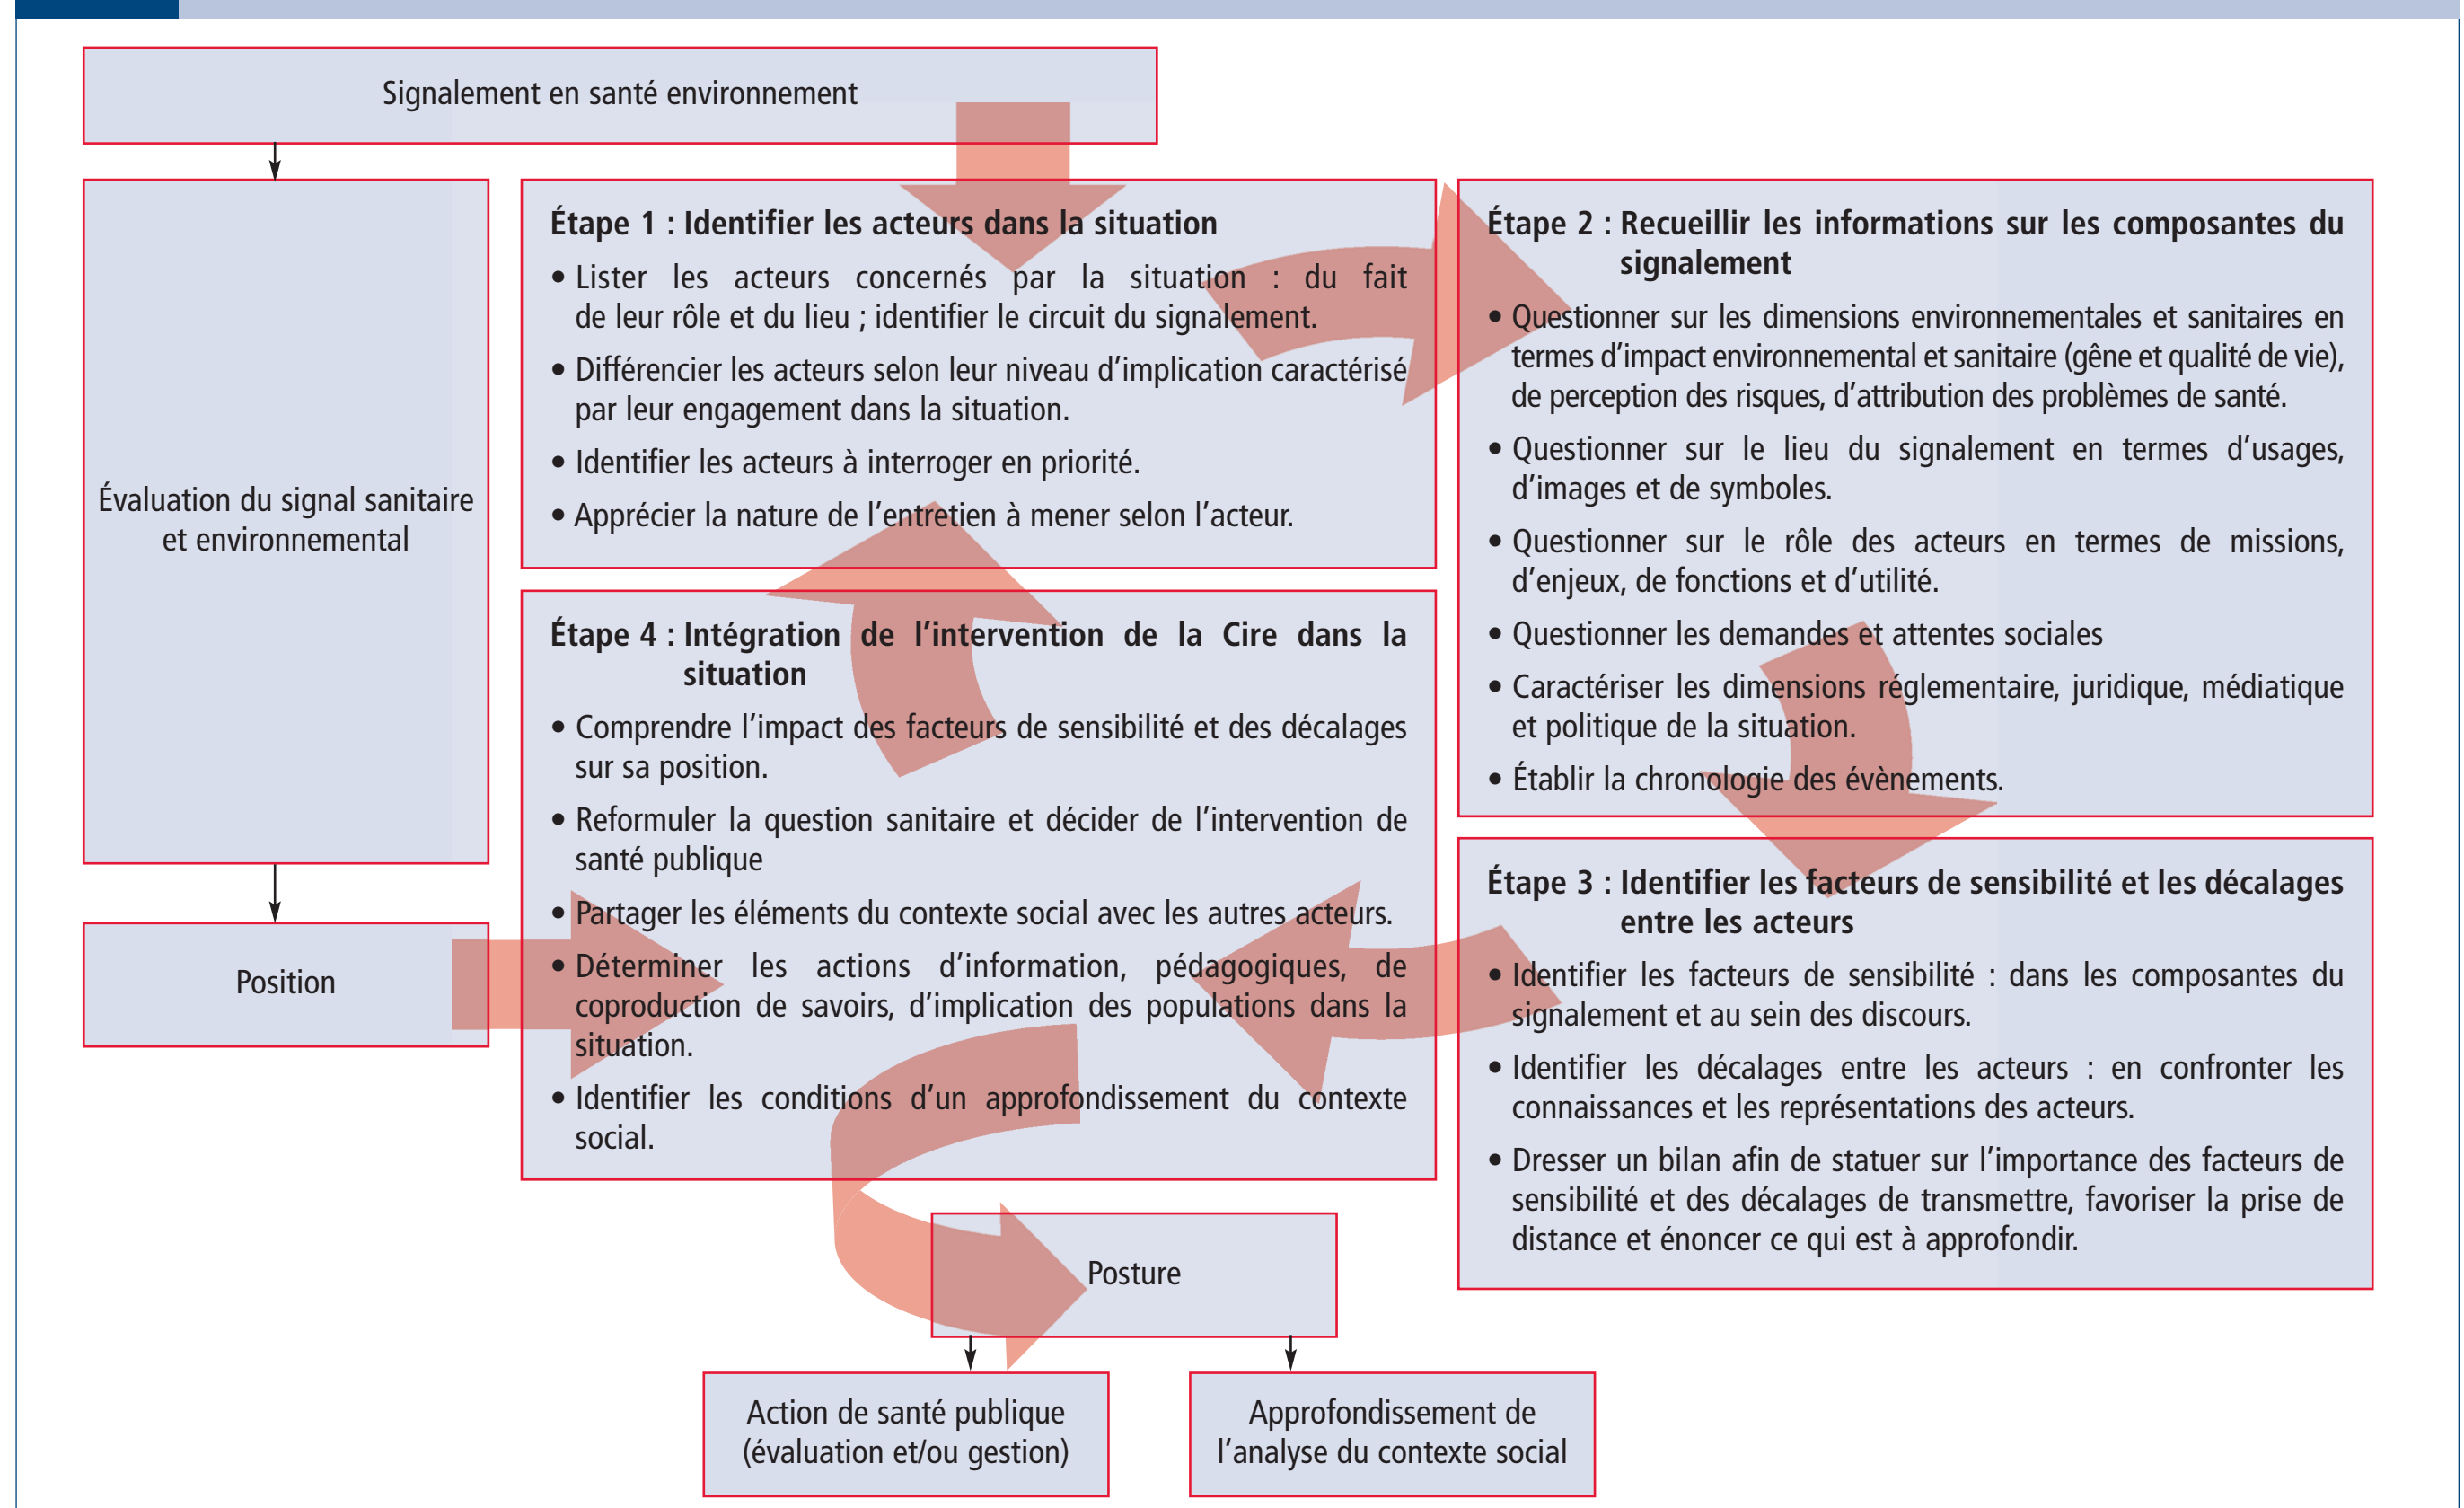 Signalement en santé environnement
Évaluation du signal sanitaire
et environnemental
Position
Étape 1 : Identifier les acteurs dans la situation
• Lister les acteurs concernés par la situation : du fait
de leur rôle et du lieu ; identifier le circuit du signalement.
• Différencier les acteurs selon leur niveau d’implication caractérisé
par leur engagement dans la situation.
• Identifier les acteurs à interroger en priorité.
• Apprécier la nature de l’entretien à mener selon l’acteur.
Étape 2 : Recueillir les informations sur les composantes du
signalement
• Questionner sur les dimensions environnementales et sanitaires en
termes d’impact environnemental et sanitaire (gêne et qualité de vie),
de perception des risques, d’attribution des problèmes de santé.
• Questionner sur le lieu du signalement en termes d’usages,
d’images et de symboles.
• Questionner sur le rôle des acteurs en termes de missions,
d’enjeux, de fonctions et d’utilité.
• Questionner les demandes et attentes sociales
• Caractériser les dimensions réglementaire, juridique, médiatique
et politique de la situation.
• Établir la chronologie des évènements.
Étape 3 : Identifier les facteurs de sensibilité et les décalages
entre les acteurs
• Identifier les facteurs de sensibilité : dans les composantes du
signalement et au sein des discours.
• Identifier les décalages entre les acteurs : en confronter les
connaissances et les représentations des acteurs.
• Dresser un bilan afin de statuer sur l’importance des facteurs de
sensibilité et des décalages de transmettre, favoriser la prise de
distance et énoncer ce qui est à approfondir.
Étape 4 : Intégration de l’intervention de la Cire dans la
situation
• Comprendre l’impact des facteurs de sensibilité et des décalages
sur sa position.
• Reformuler la question sanitaire et décider de l’intervention de
santé publique
• Partager les éléments du contexte social avec les autres acteurs.
• Déterminer les actions d’information, pédagogiques, de
coproduction de savoirs, d’implication des populations dans la
situation.
• Identifier les conditions d’un approfondissement du contexte
social.
Posture
Action de santé publique
(évaluation et/ou gestion)
Approfondissement de
l’analyse du contexte social